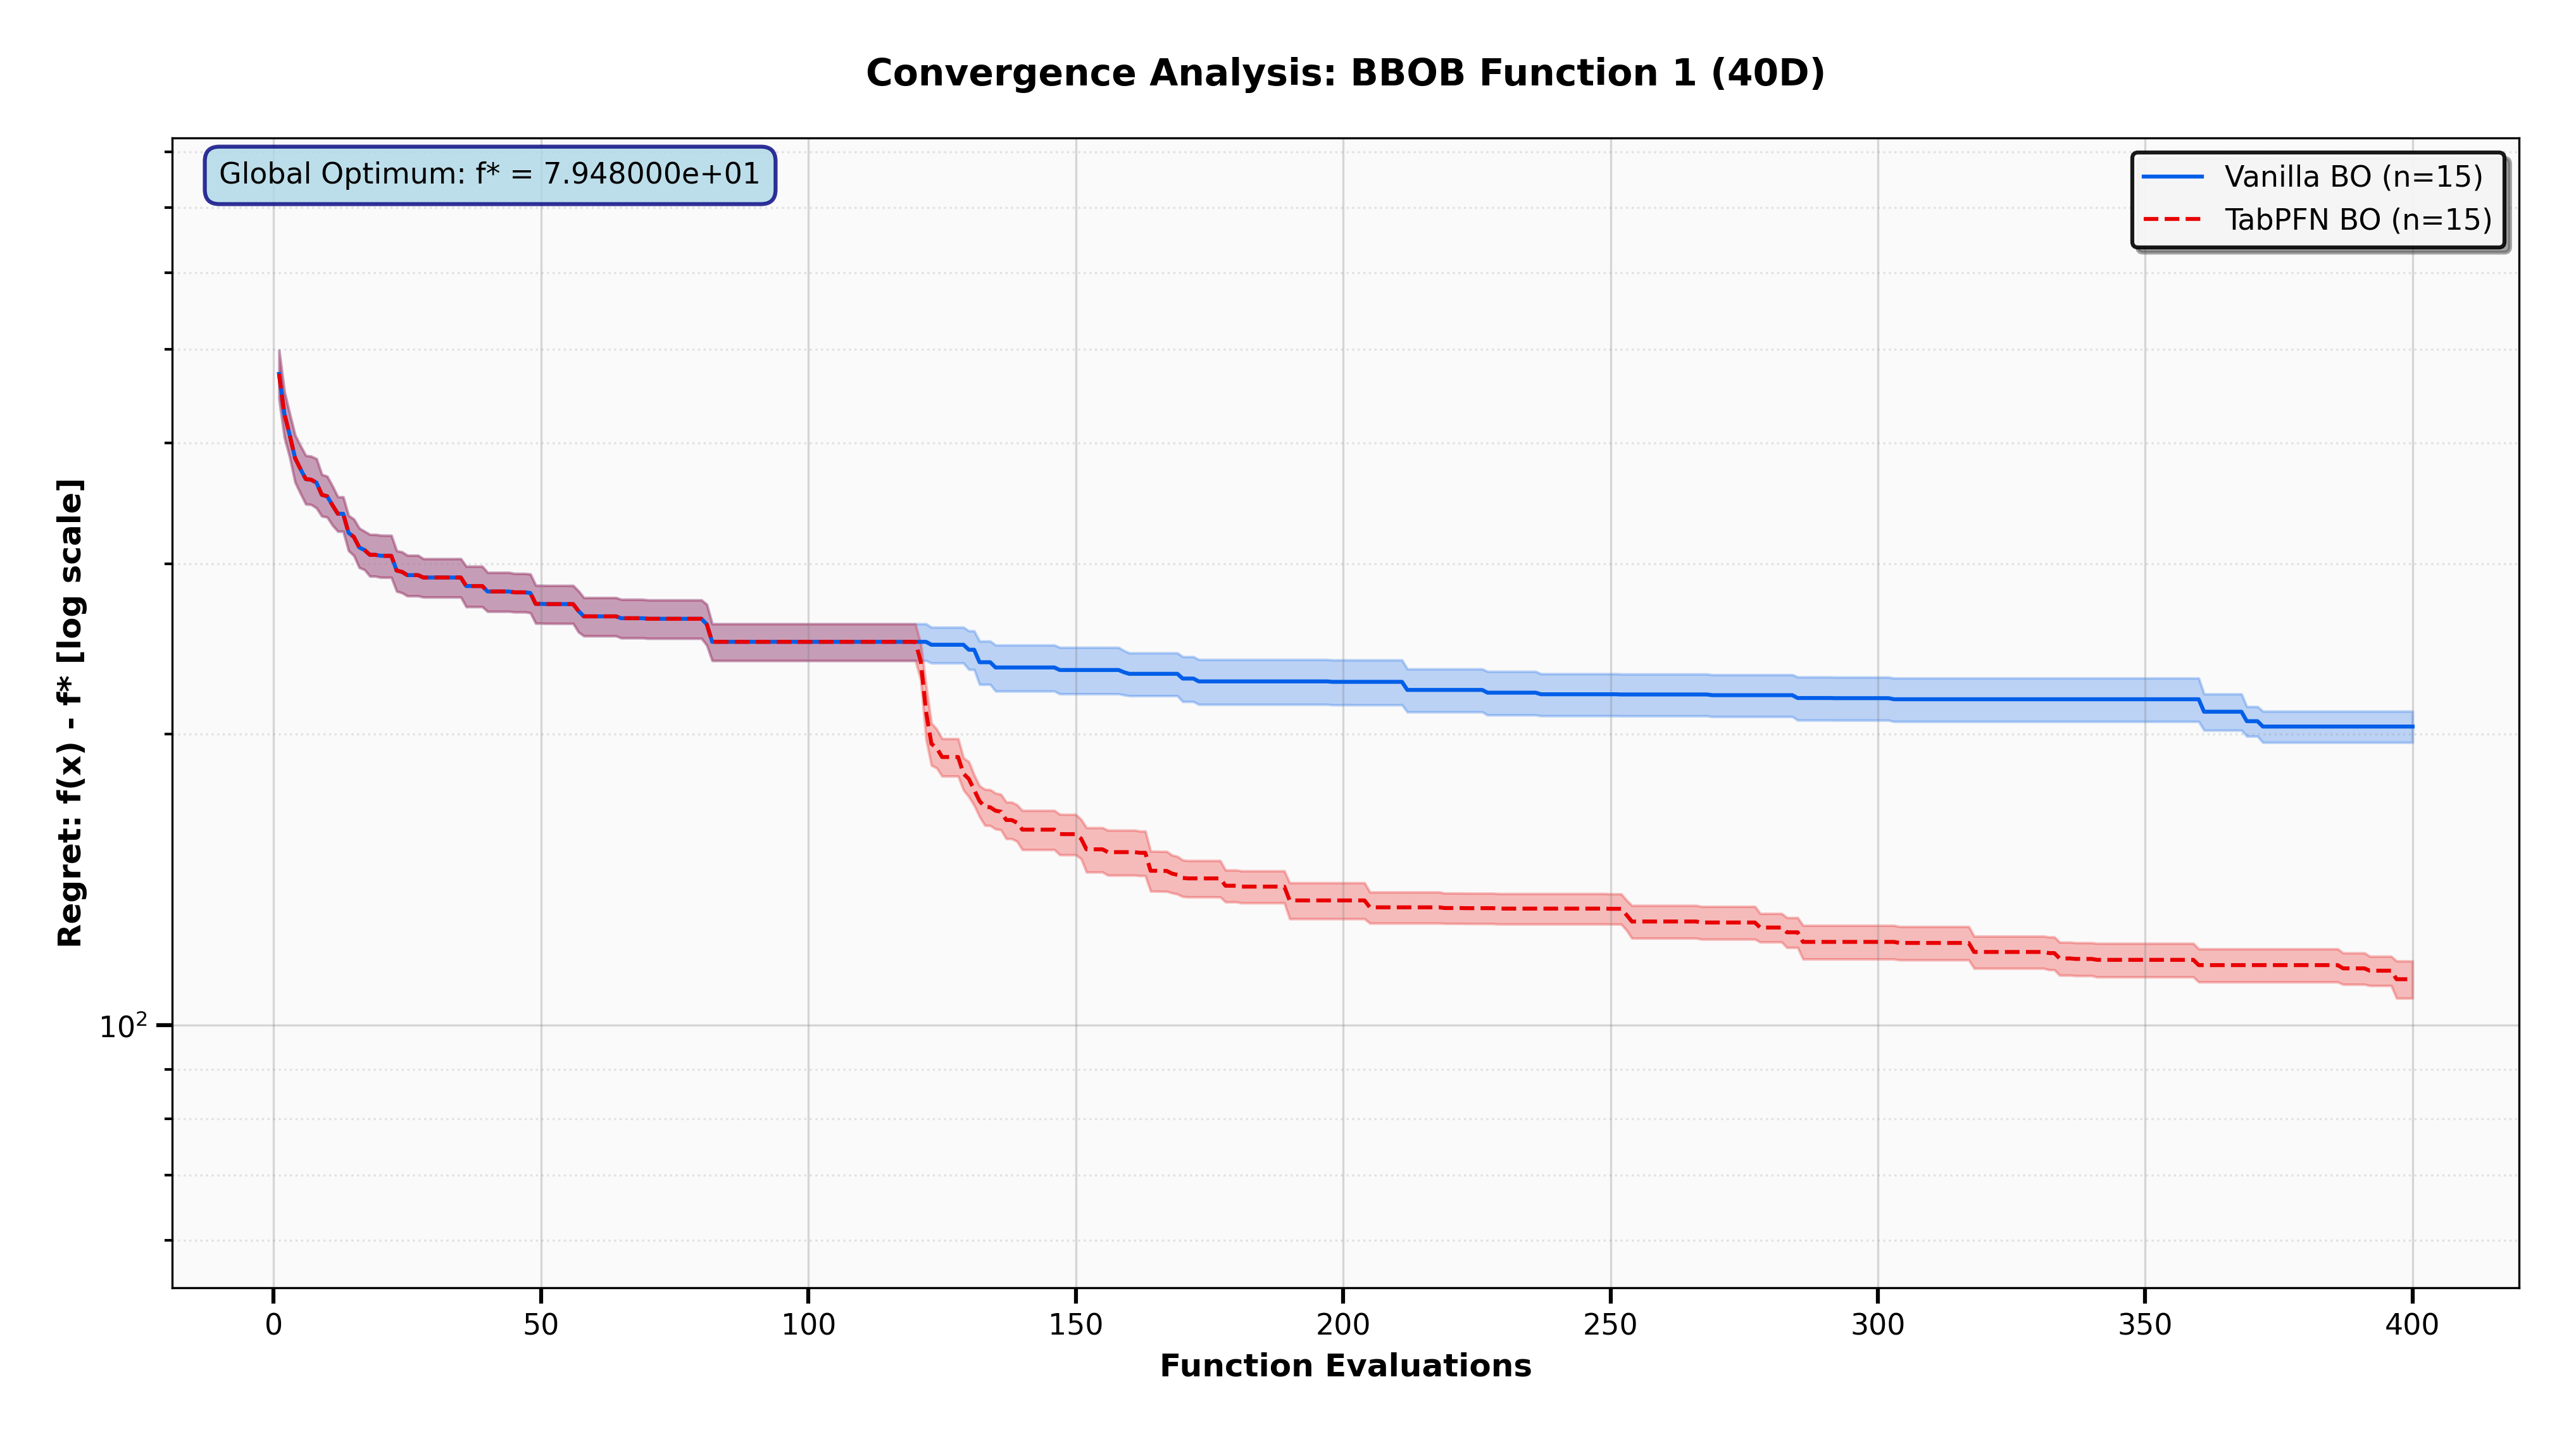 Convergence Analysis: BBOB Function 1 (40D)
Global Optimum: f* = 7.948000e+01
Vanilla BO (n=15)
TabPFN BO (n=15)
Regret: f(x) - f* [log scale]
10²
0 50 100 150 200 250 300 350 400
Function Evaluations